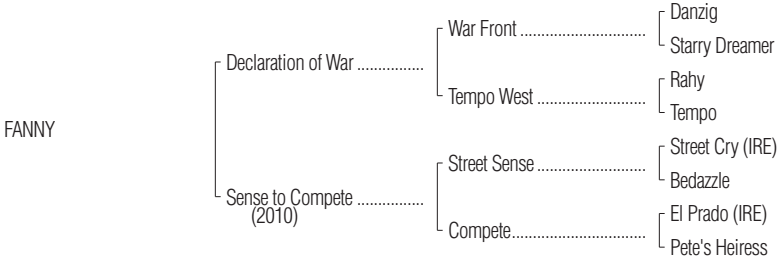 FANNY
Declaration of War ................
Sense to Compete ................
(2010)
War Front ..............................
Tempo West ..........................
Street Sense ..........................
Compete................................
Danzig
Starry Dreamer
Rahy
Tempo
Street Cry (IRE)
Bedazzle
El Prado (IRE)
Pete's Heiress